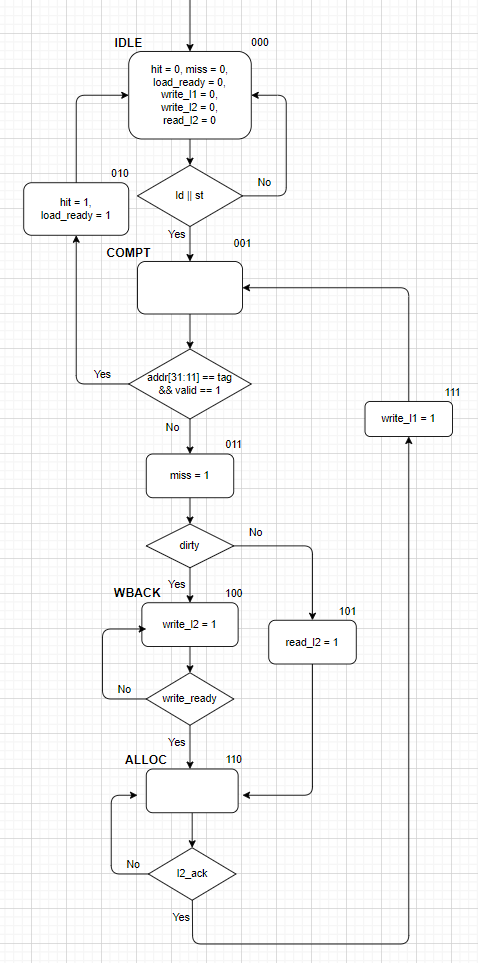 IDLE
000
hit = 0, miss = 0,
load_ready = 0,
write_l1 = 0,
write_l2 = 0,
read_l2 = 0
010
hit = 1,
load_ready = 1
ld || st
No
Yes
001
COMPT
addr[31:11] == tag
&& valid == 1
Yes
No
111
write_l1 = 1
011
miss = 1
dirty
No
Yes
WBACK
100
write_l2 = 1
101
read_l2 = 1
No
write_ready
Yes
ALLOC
110
No
l2_ack
Yes